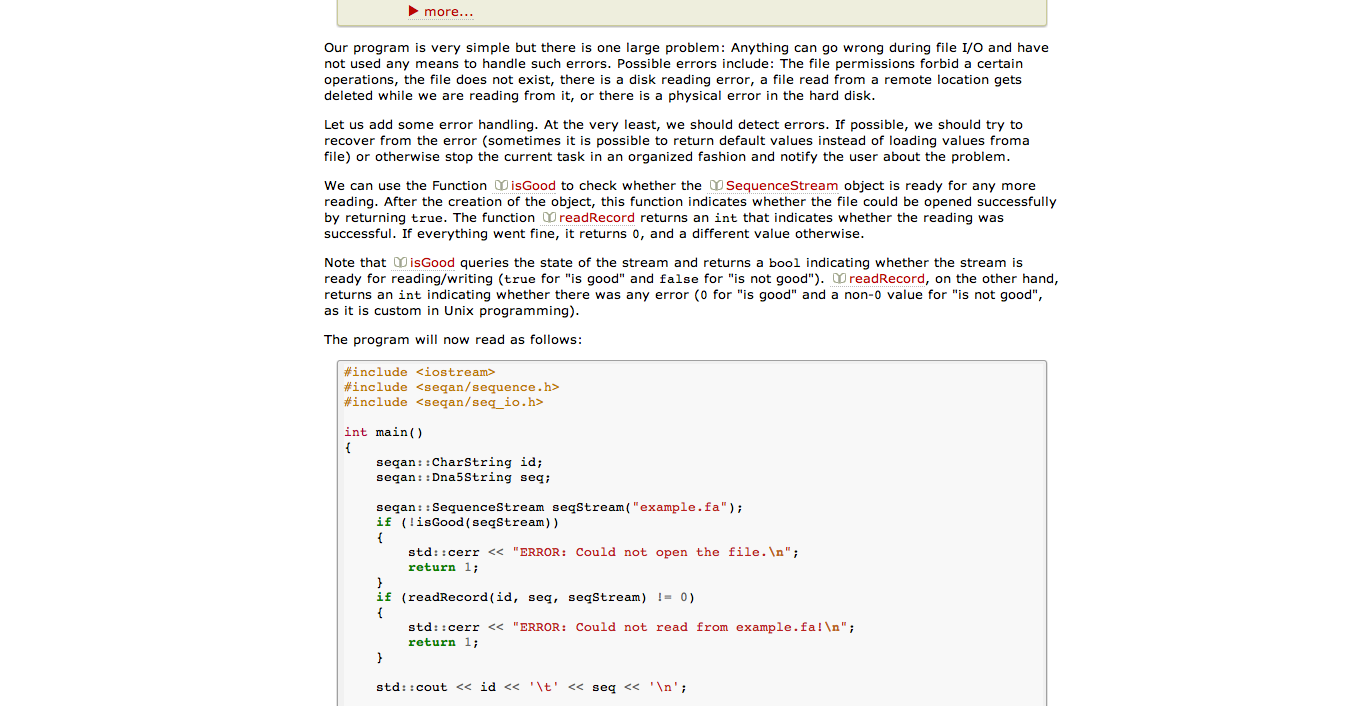 ▶ more...
Our program is very simple but there is one large problem: Anything can go wrong during file I/O and have
not used any means to handle such errors. Possible errors include: The file permissions forbid a certain
operations, the file does not exist, there is a disk reading error, a file read from a remote location gets
deleted while we are reading from it, or there is a physical error in the hard disk.
Let us add some error handling. At the very least, we should detect errors. If possible, we should try to
recover from the error (sometimes it is possible to return default values instead of loading values froma
file) or otherwise stop the current task in an organized fashion and notify the user about the problem.
We can use the Function isGood to check whether the SequenceStream object is ready for any more
reading. After the creation of the object, this function indicates whether the file could be opened successfully
by returning true. The function readRecord returns an int that indicates whether the reading was
successful. If everything went fine, it returns 0, and a different value otherwise.
Note that isGood queries the state of the stream and returns a bool indicating whether the stream is
ready for reading/writing (true for "is good" and false for "is not good"). readRecord, on the other hand,
returns an int indicating whether there was any error (0 for "is good" and a non-0 value for "is not good",
as it is custom in Unix programming).
The program will now read as follows:
#include <iostream>
#include <seqan/sequence.h>
#include <seqan/seq_io.h>
int main()
{
    seqan::CharString id;
    seqan::Dna5String seq;
    seqan::SequenceStream seqStream("example.fa");
    if (!isGood(seqStream))
    {
        std::cerr << "ERROR: Could not open the file.\n";
        return 1;
    }
    if (readRecord(id, seq, seqStream) != 0)
    {
        std::cerr << "ERROR: Could not read from example.fa!\n";
        return 1;
    }
    std::cout << id << '\t' << seq << '\n';